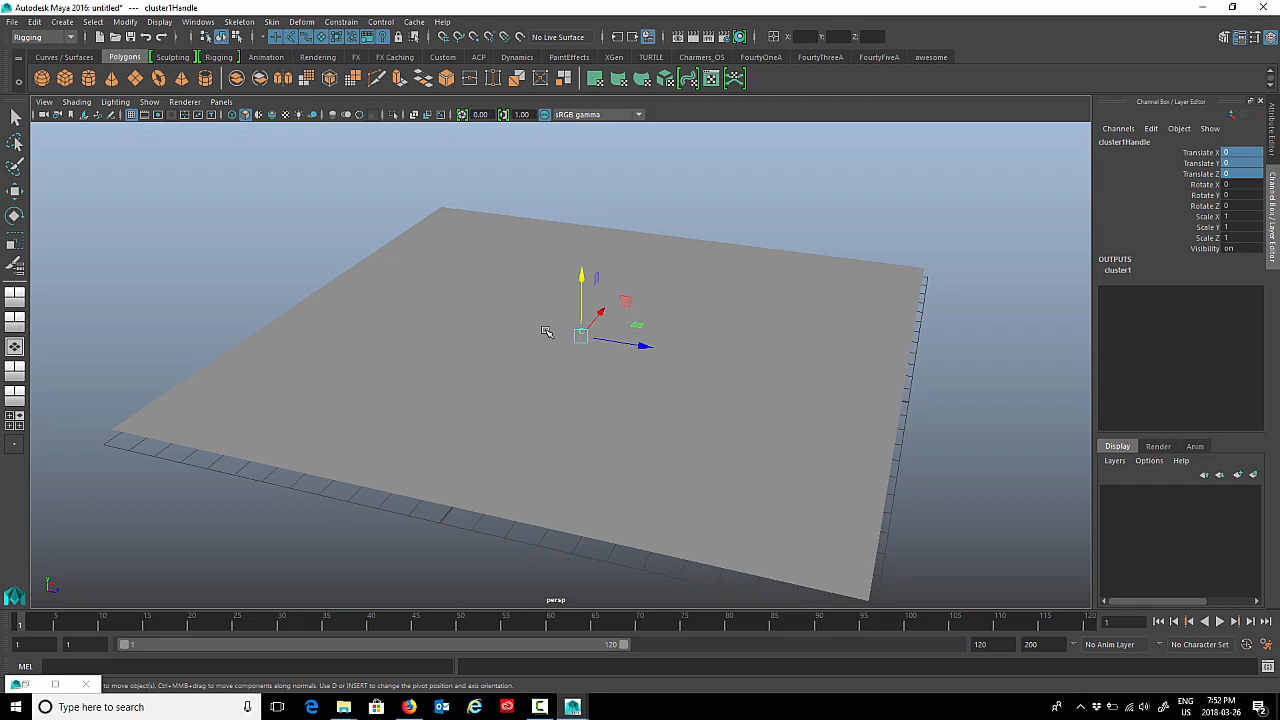 Autodesk Maya 2016: untitled*   ---   cluster1Handle
File Edit Create Select Modify Display Windows Skeleton Skin Deform Constrain Control Cache Help
Rigging No Live Surface X: Y: Z:
Curves / Surfaces Polygons Sculpting Rigging Animation Rendering FX FX Caching Custom ACP Dynamics PaintEffects XGen TURTLE Charmers_OS FourtyOneA FourtyThreeA FourtyFiveA awesome
View Shading Lighting Show Renderer Panels
0.00 1.00 sRGB gamma
persp
Channel Box / Layer Editor
Channels Edit Object Show
cluster1Handle
Translate X 0
Translate Y 0
Translate Z 0
Rotate X 0
Rotate Y 0
Rotate Z 0
Scale X 1
Scale Y 1
Scale Z 1
Visibility on
OUTPUTS
cluster1
Display Render Anim
Layers Options Help
Attribute Editor
Channel Box / Layer Editor
1 5 10 15 20 25 30 35 40 45 50 55 60 65 70 75 80 85 90 95 100 105 110 115 120 1
1 1 1 120 120 200 No Anim Layer No Character Set
MEL
to move object(s). Ctrl+MMB+drag to move components along normals. Use D or INSERT to change the pivot position and axis orientation.
Type here to search
ENG
US
7:52 PM
2018-03-26